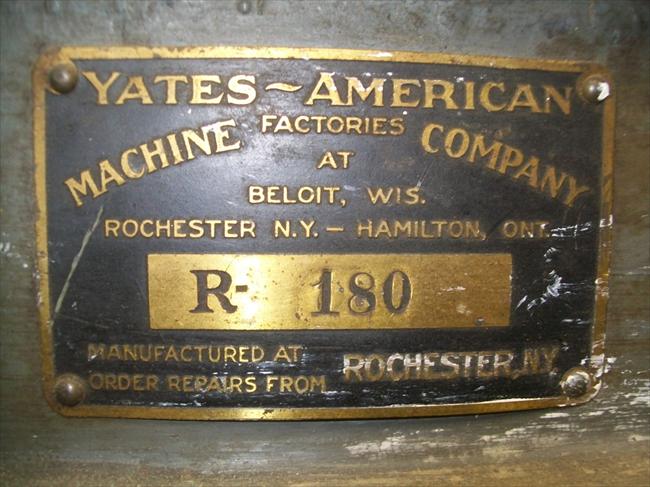 YATES ~ AMERICAN
MACHINE COMPANY
FACTORIES
AT
BELOIT, WIS.
ROCHESTER N.Y. — HAMILTON, ONT.
R- 180
MANUFACTURED AT
ORDER REPAIRS FROM
ROCHESTER, N.Y.